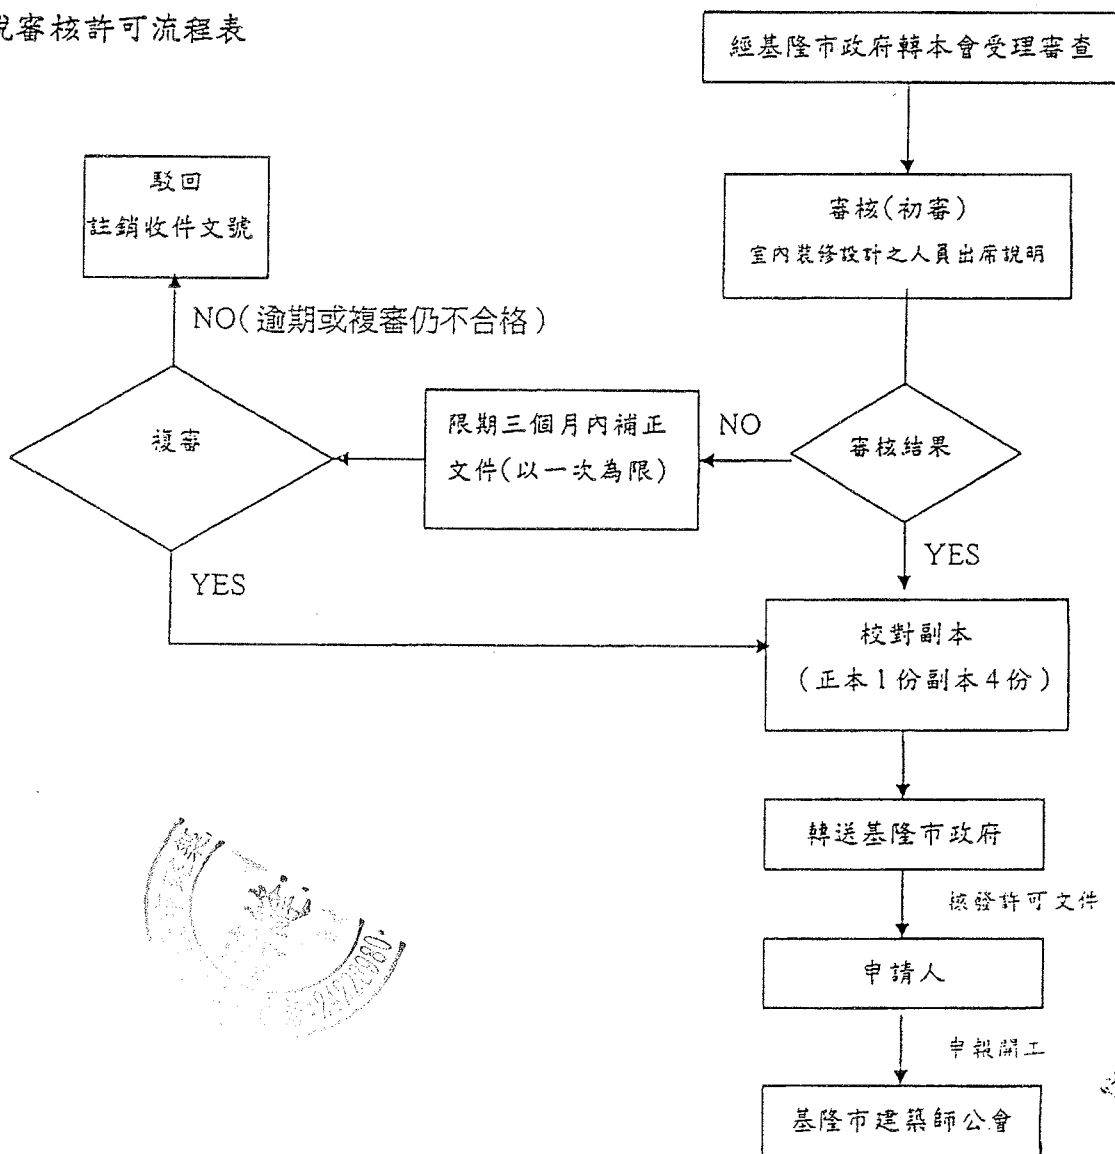 審核許可流程表
經基隆市政府轉本會受理審查
駁回
註銷收件文號
審核(初審)
室內裝修設計之人員出席說明
NO(逾期或複審仍不合格)
複審
限期三個月內補正
文件(以一次為限)
NO
審核結果
YES
YES
校對副本
(正本1份副本4份)
轉送基隆市政府
核發許可文件
申請人
申報開工
基隆市建築師公會